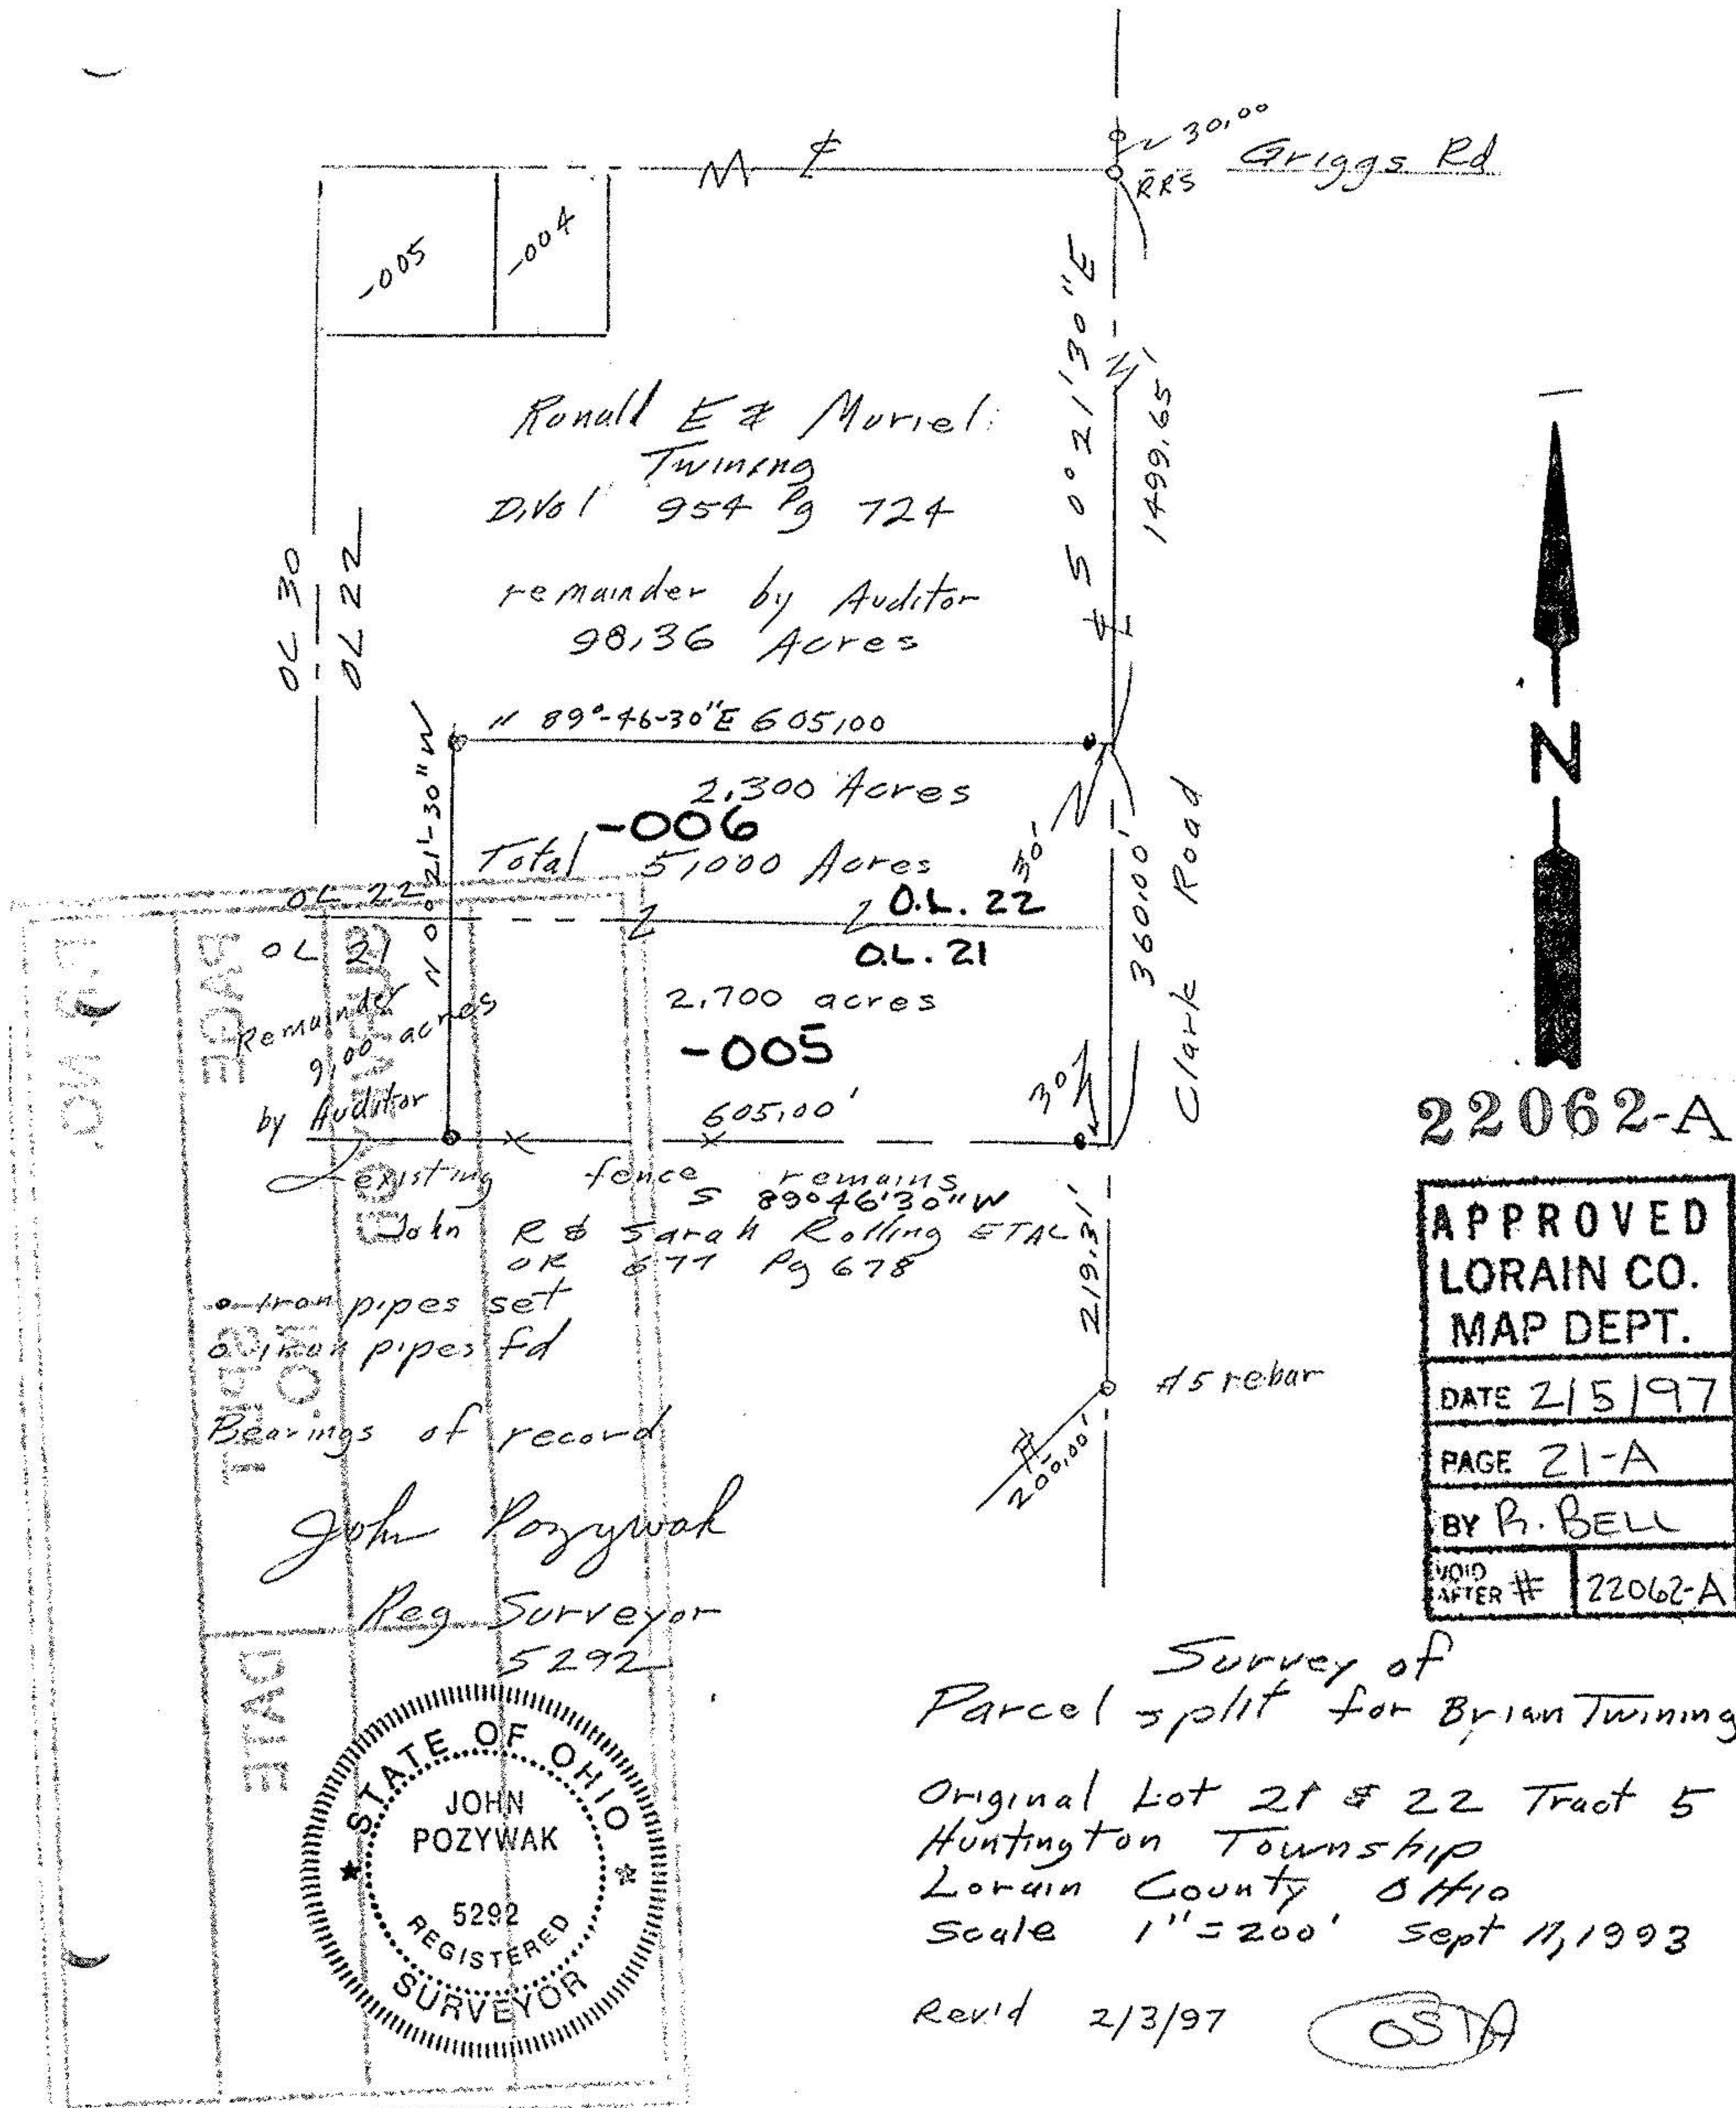 30.00
Griggs Rd
RRS
-005
-004
S 0° 21' 30" E
1499.65'
Ronald E & Muriel
Twining
D.Vol 954 Pg 724
remainder by Auditor
98.36 Acres
OL 30
OL 22
N 89°-46-30"E 605.00
N 0° 21'-30" W
2.300 Acres
-006
Total 5.000 Acres
30'
360.00'
Clark Road
OL 22
O.L. 22
OL 21
O.L. 21
Remainder
9.00 acres
by Auditor
2.700 acres
-005
605.00'
30'
existing fence remains
S 89°46'30"W
John R & Sarah Rolling ETAL
OR 677 Pg 678
219.31'
#5 rebar
200.00'
iron pipes set
iron pipes fd
Bearings of record
John Pozywak
Reg Surveyor
5292
STATE OF OHIO
JOHN
POZYWAK
5292
REGISTERED
SURVEYOR
PAGE
DATE
N
22062-A
APPROVED
LORAIN CO.
MAP DEPT.
DATE 2/5/97
PAGE 21-A
BY R. BELL
VOID
AFTER # 22062-A
Survey of
Parcel split for Brian Twining
Original Lot 21 & 22 Tract 5
Huntington Township
Lorain County OHIO
Scale 1"=200' Sept 11, 1993
Rev'd 2/3/97